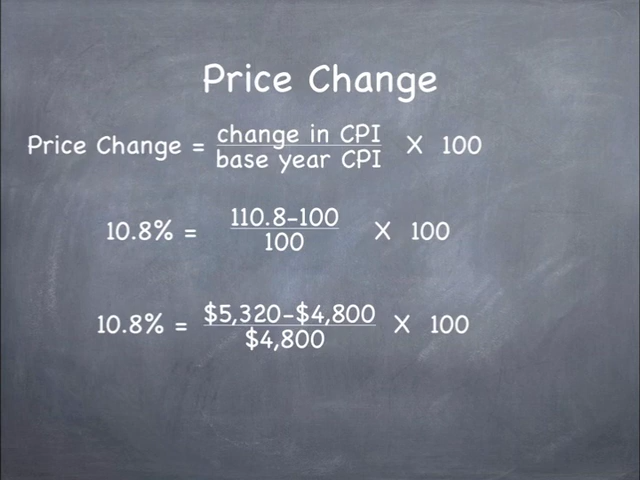 Price Change
Price Change = change in CPI / base year CPI X 100
10.8% = 110.8-100 / 100 X 100
10.8% = $5,320-$4,800 / $4,800 X 100